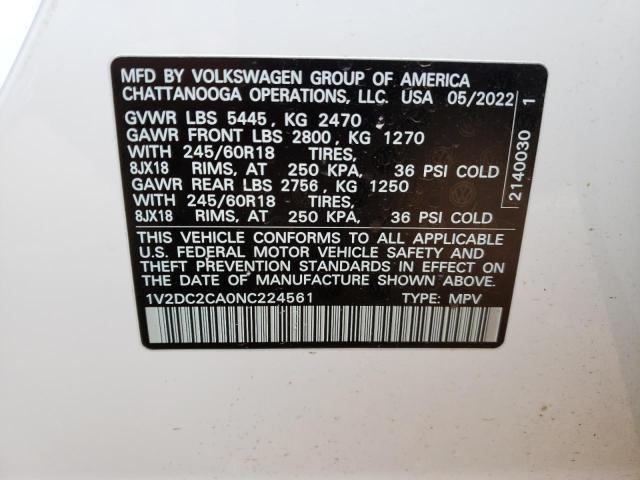 MFD BY VOLKSWAGEN GROUP OF AMERICA
CHATTANOOGA OPERATIONS, LLC. USA 05/2022
GVWR LBS 5445, KG 2470
GAWR FRONT LBS 2800, KG 1270
WITH 245/60R18 TIRES,
8JX18 RIMS, AT 250 KPA, 36 PSI COLD
GAWR REAR LBS 2756, KG 1250
WITH 245/60R18 TIRES,
8JX18 RIMS, AT 250 KPA, 36 PSI COLD
THIS VEHICLE CONFORMS TO ALL APPLICABLE
U.S. FEDERAL MOTOR VEHICLE SAFETY AND
THEFT PREVENTION STANDARDS IN EFFECT ON
THE DATE OF MANUFACTURE SHOWN ABOVE.
1V2DC2CA0NC224561 TYPE: MPV
2140030 1